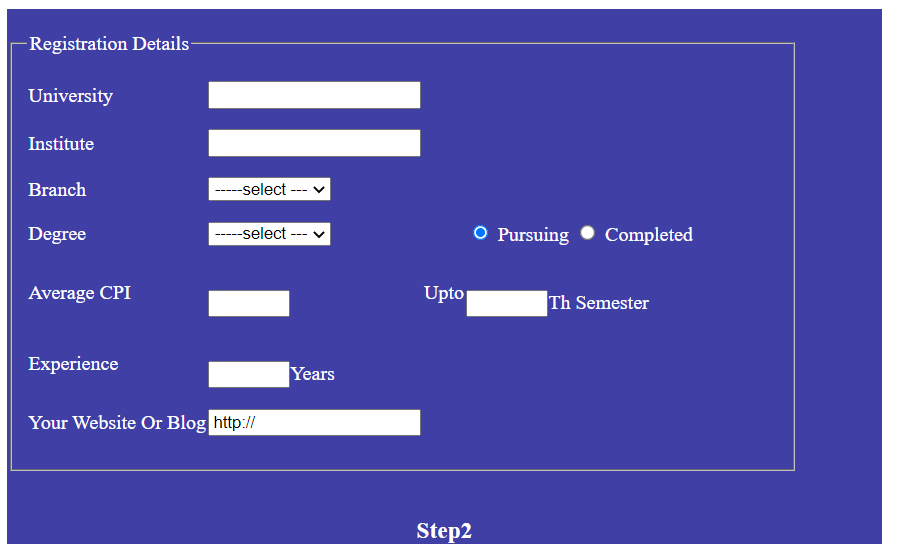 Registration Details
University
Institute
Branch -----select ---
Degree -----select --- Pursuing Completed
Average CPI Upto Th Semester
Experience Years
Your Website Or Blog http://
Step2